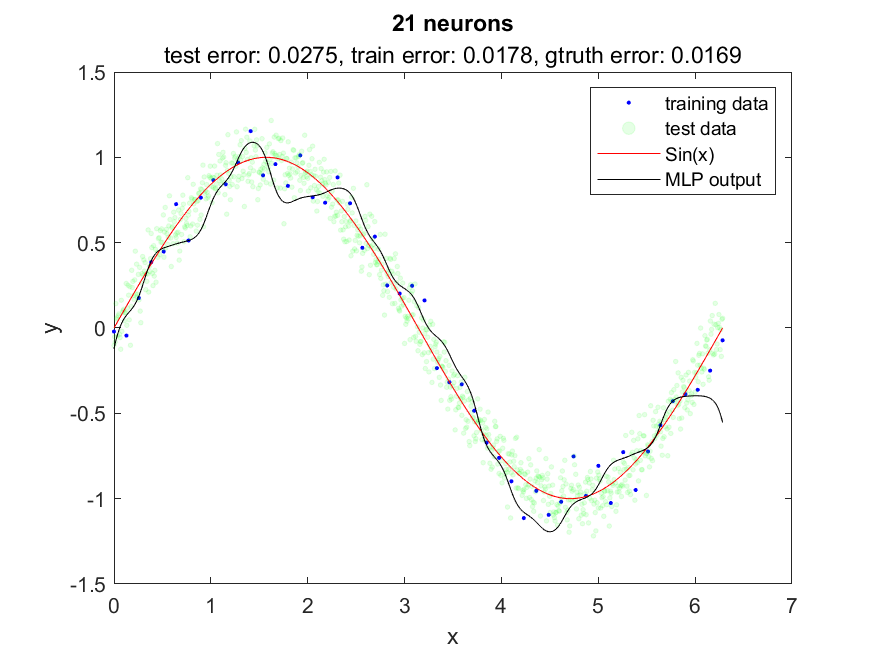 21 neurons
test error: 0.0275, train error: 0.0178, gtruth error: 0.0169
1.5
1
0.5
0
-0.5
-1
-1.5
y
training data
test data
Sin(x)
MLP output
0 1 2 3 4 5 6 7
x